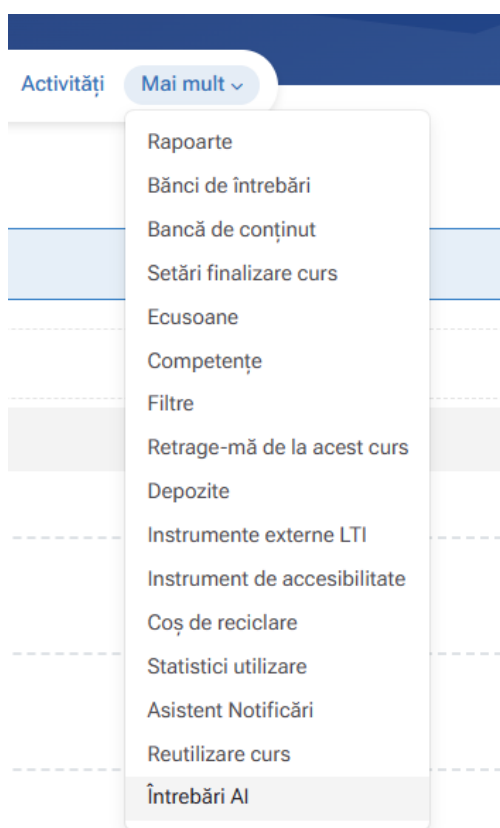 Activități Mai mult
Rapoarte
Bănci de întrebări
Bancă de conținut
Setări finalizare curs
Ecusoane
Competențe
Filtre
Retrage-mă de la acest curs
Depozite
Instrumente externe LTI
Instrument de accesibilitate
Coș de reciclare
Statistici utilizare
Asistent Notificări
Reutilizare curs
Întrebări AI